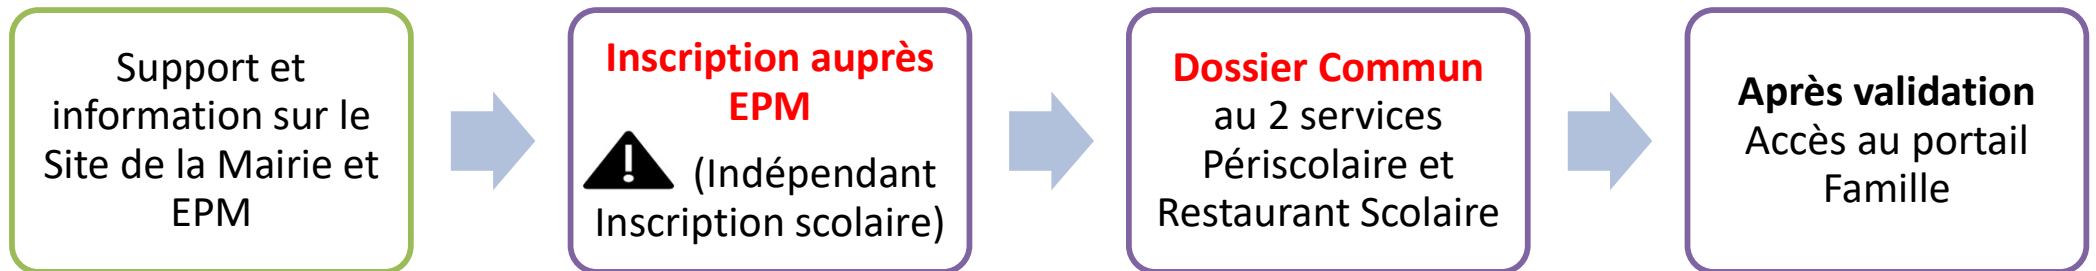 Support et
information sur le
Site de la Mairie et
EPM
Inscription auprès
EPM
(Indépendant
Inscription scolaire)
Dossier Commun
au 2 services
Périscolaire et
Restaurant Scolaire
Après validation
Accès au portail
Famille